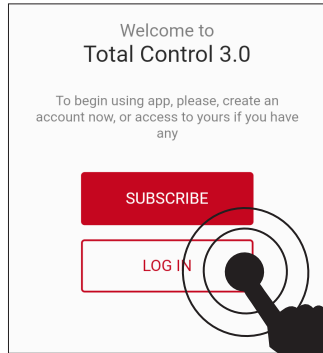 Welcome to
Total Control 3.0
To begin using app, please, create an
account now, or access to yours if you have
any
SUBSCRIBE
LOG IN